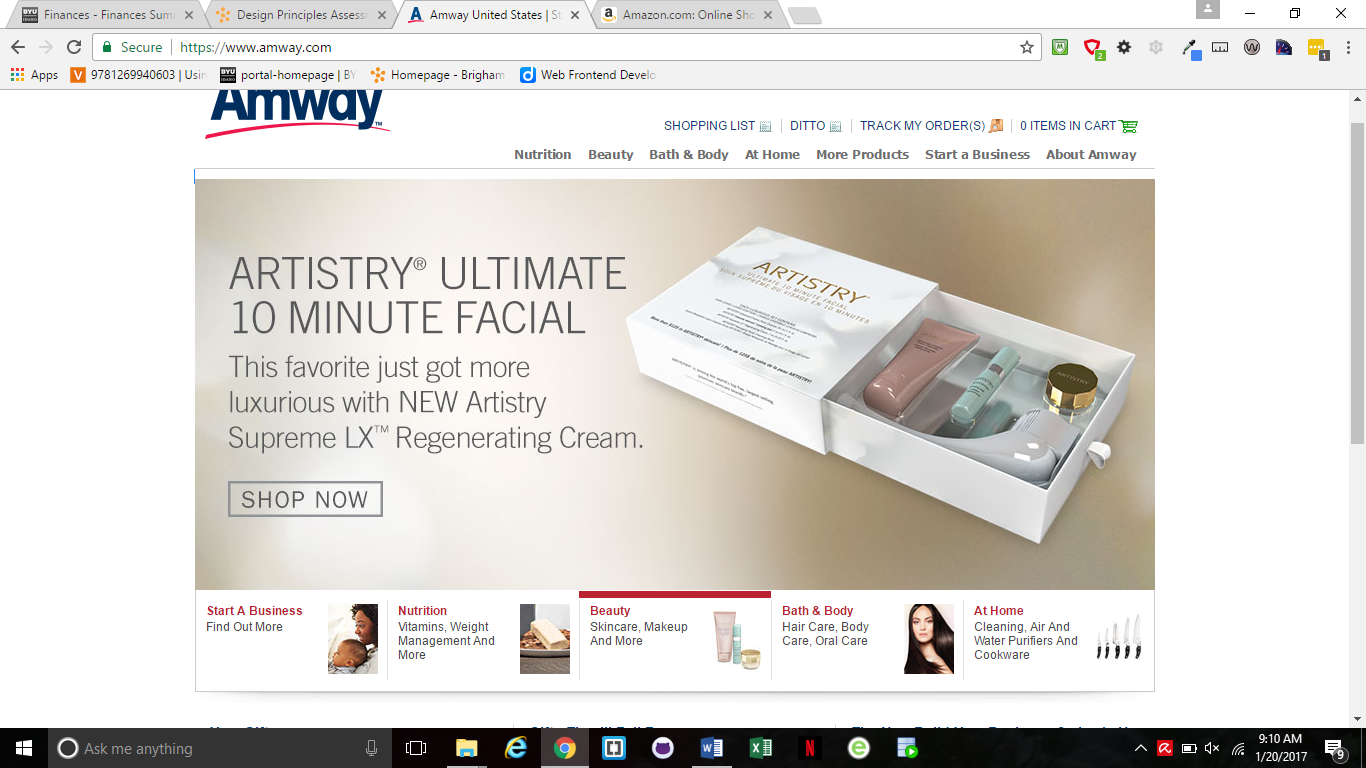 Finances - Finances Sum
Design Principles Assess
Amway United States | St
Amazon.com: Online Sho
Secure
https://www.amway.com
2
1
Apps
9781269940603 | Usin
portal-homepage | BY
Homepage - Brigham
Web Frontend Develo
Amway™
SHOPPING LIST
DITTO
TRACK MY ORDER(S)
0 ITEMS IN CART
Nutrition
Beauty
Bath & Body
At Home
More Products
Start a Business
About Amway
ARTISTRY® ULTIMATE
10 MINUTE FACIAL
This favorite just got more
luxurious with NEW Artistry
Supreme LX™ Regenerating Cream.
SHOP NOW
ARTISTRY®
ULTIMATE 10 MINUTE FACIAL
SOIN SUPRÊME DU VISAGE EN 10 MINUTES
ARTISTRY
Start A Business
Find Out More
Nutrition
Vitamins, Weight
Management And
More
Beauty
Skincare, Makeup
And More
Bath & Body
Hair Care, Body
Care, Oral Care
At Home
Cleaning, Air And
Water Purifiers And
Cookware
Ask me anything
9:10 AM
1/20/2017
9